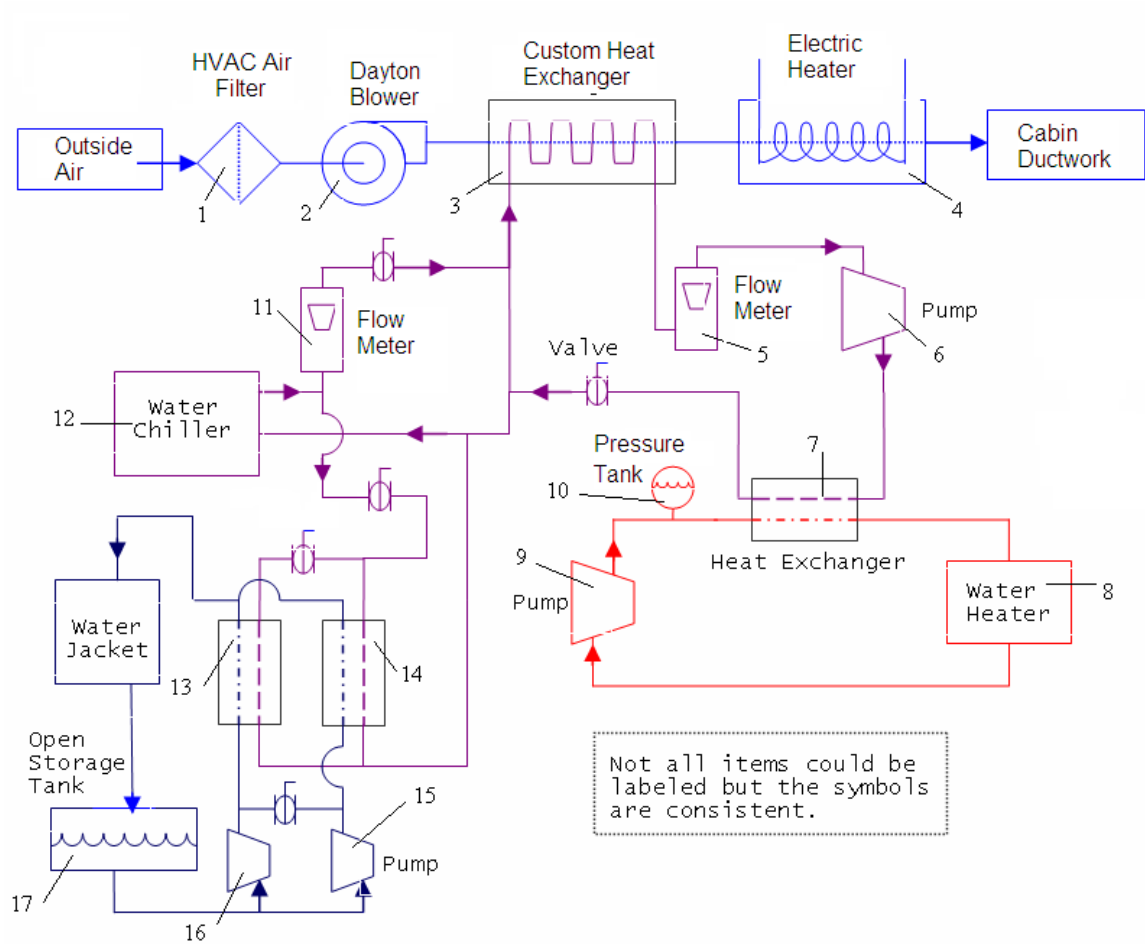 HVAC Air
Filter
Dayton
Blower
Custom Heat
Exchanger
Electric
Heater
Outside
Air
Cabin
Ductwork
1
2
3
4
11
Flow
Meter
Flow
Meter
5
Pump
6
Valve
12
Water
Chiller
Pressure
Tank
10
7
Heat Exchanger
9
Pump
Water
Heater
8
Water
Jacket
13
14
Open
Storage
Tank
15
Pump
16
17
Not all items could be
labeled but the symbols
are consistent.